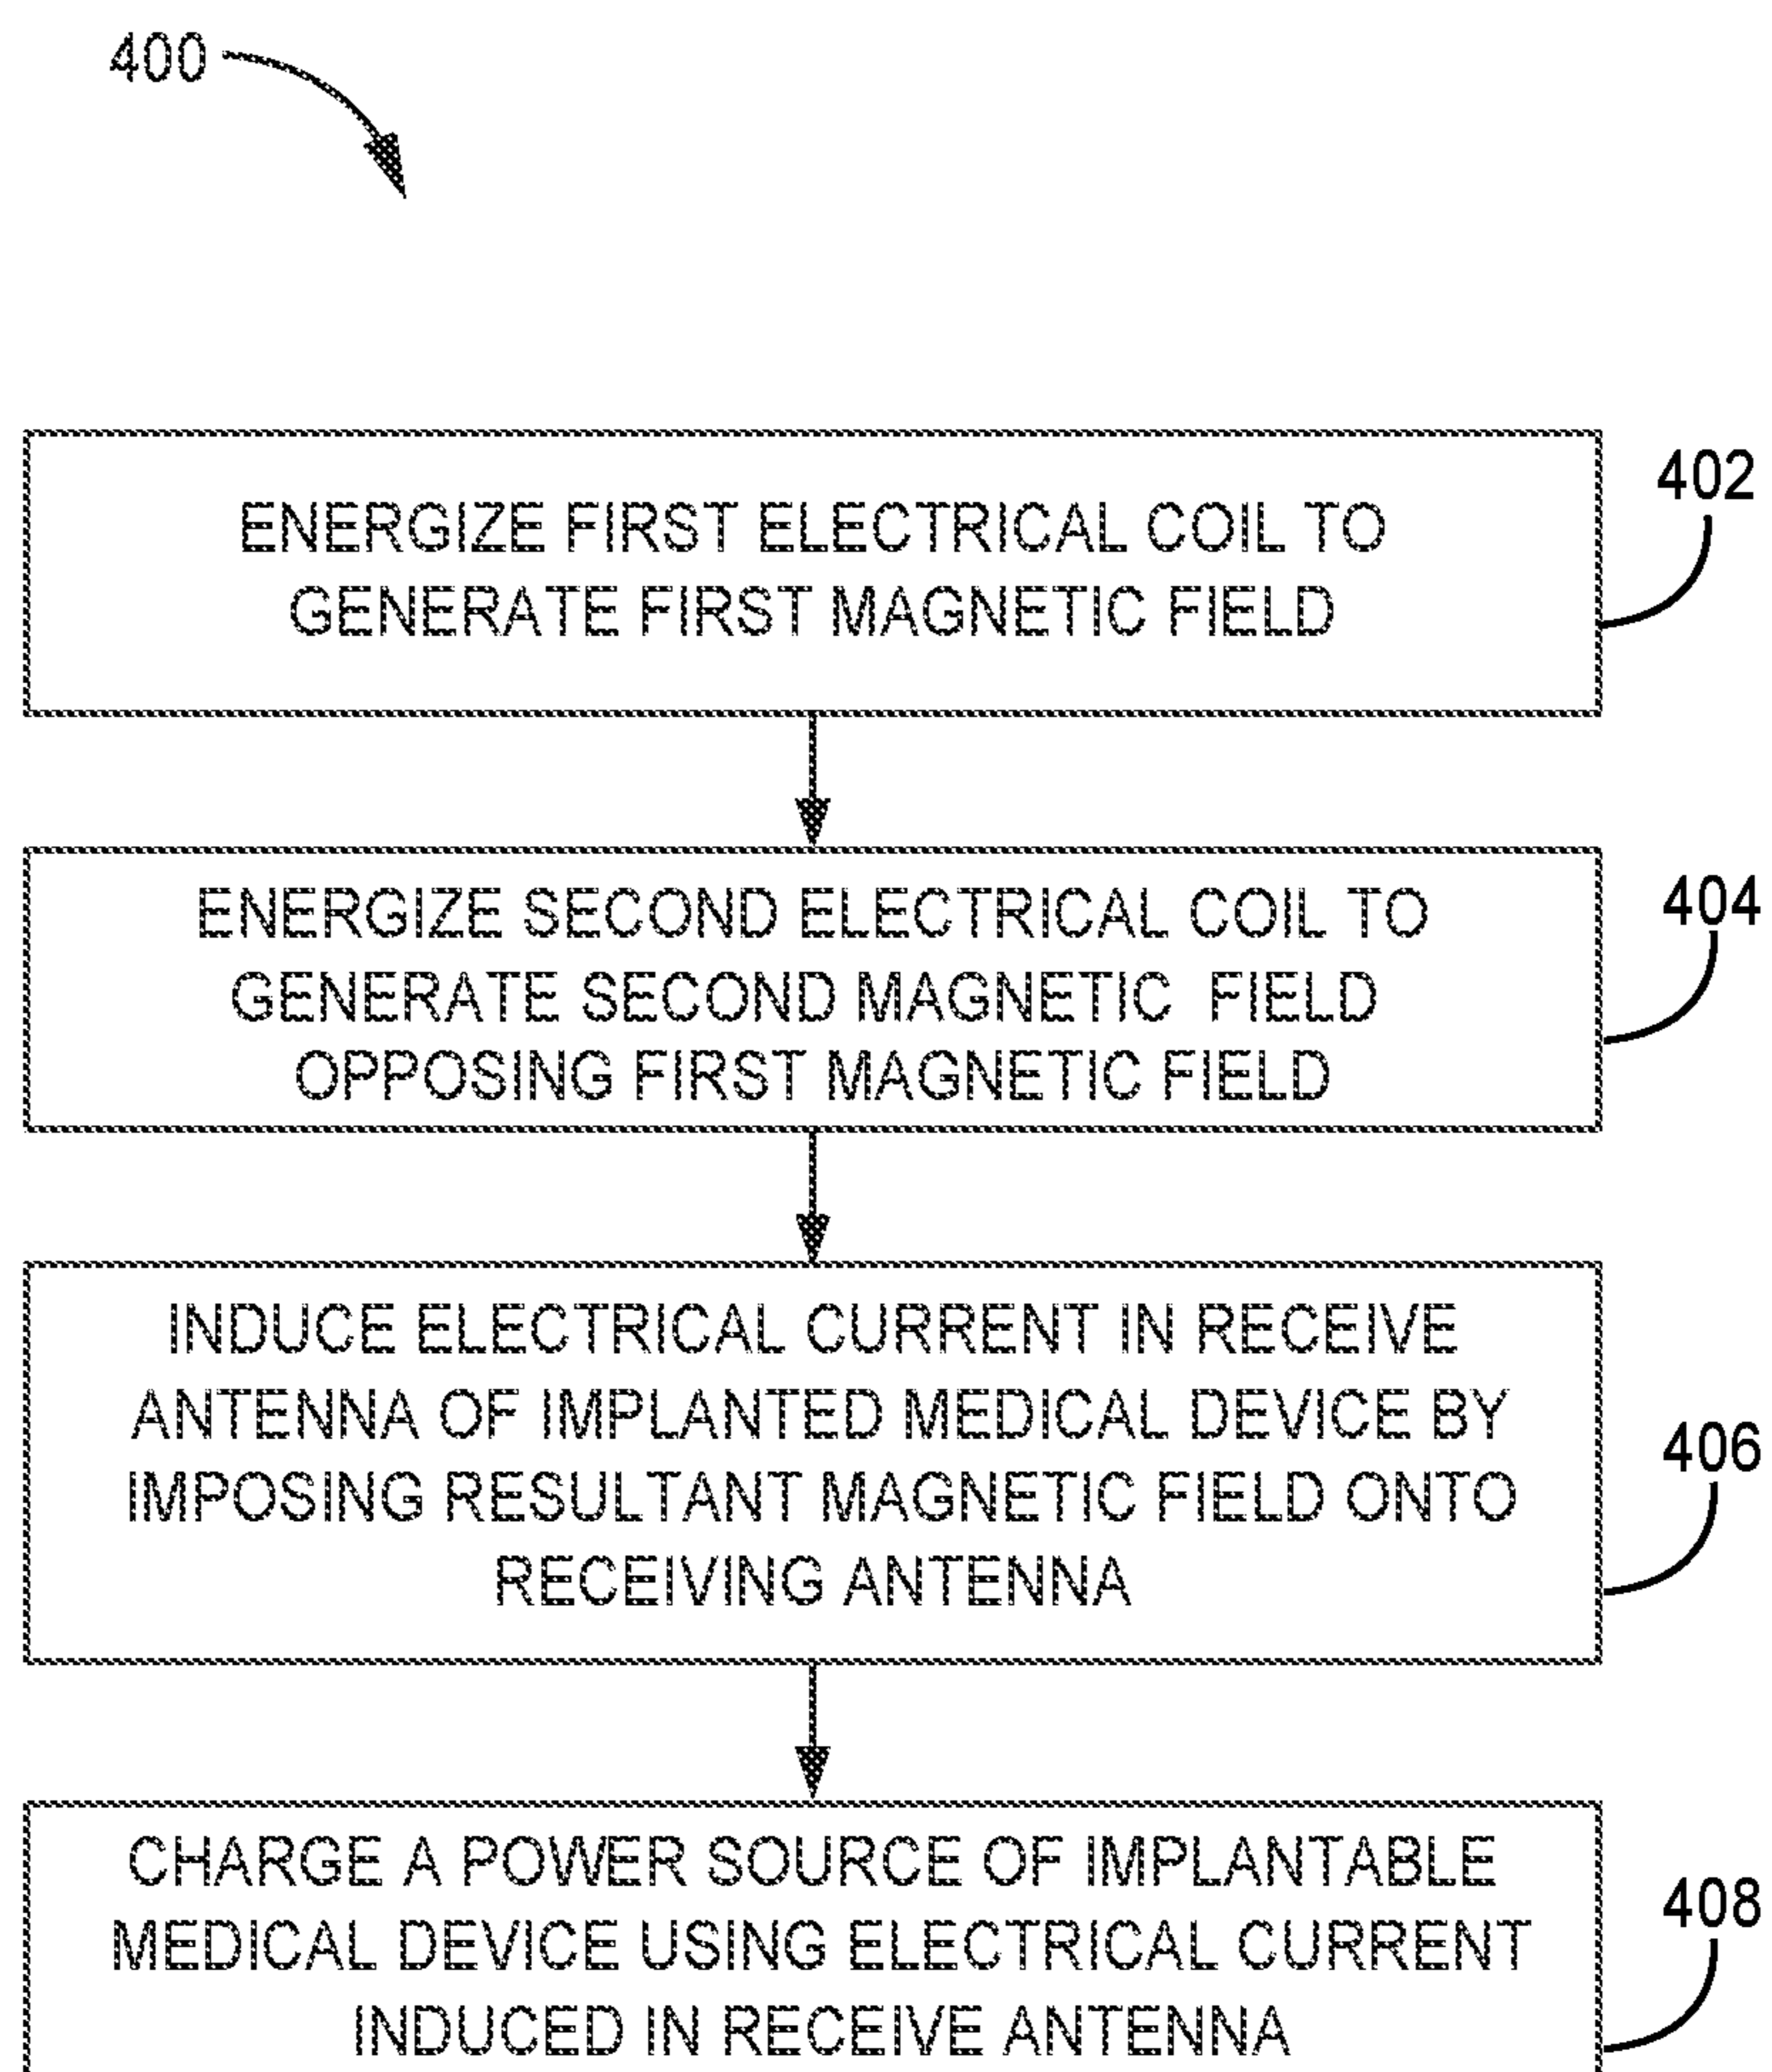 400
402
ENERGIZE FIRST ELECTRICAL COIL TO
GENERATE FIRST MAGNETIC FIELD
404
ENERGIZE SECOND ELECTRICAL COIL TO
GENERATE SECOND MAGNETIC FIELD
OPPOSING FIRST MAGNETIC FIELD
INDUCE ELECTRICAL CURRENT IN RECEIVE
ANTENNA OF IMPLANTED MEDICAL DEVICE BY
406
IMPOSING RESULTANT MAGNETIC FIELD ONTO
RECEIVING ANTENNA
CHARGE A POWER SOURCE OF IMPLANTABLE
408
MEDICAL DEVICE USING ELECTRICAL CURRENT
INDUCED IN RECEIVE ANTENNA